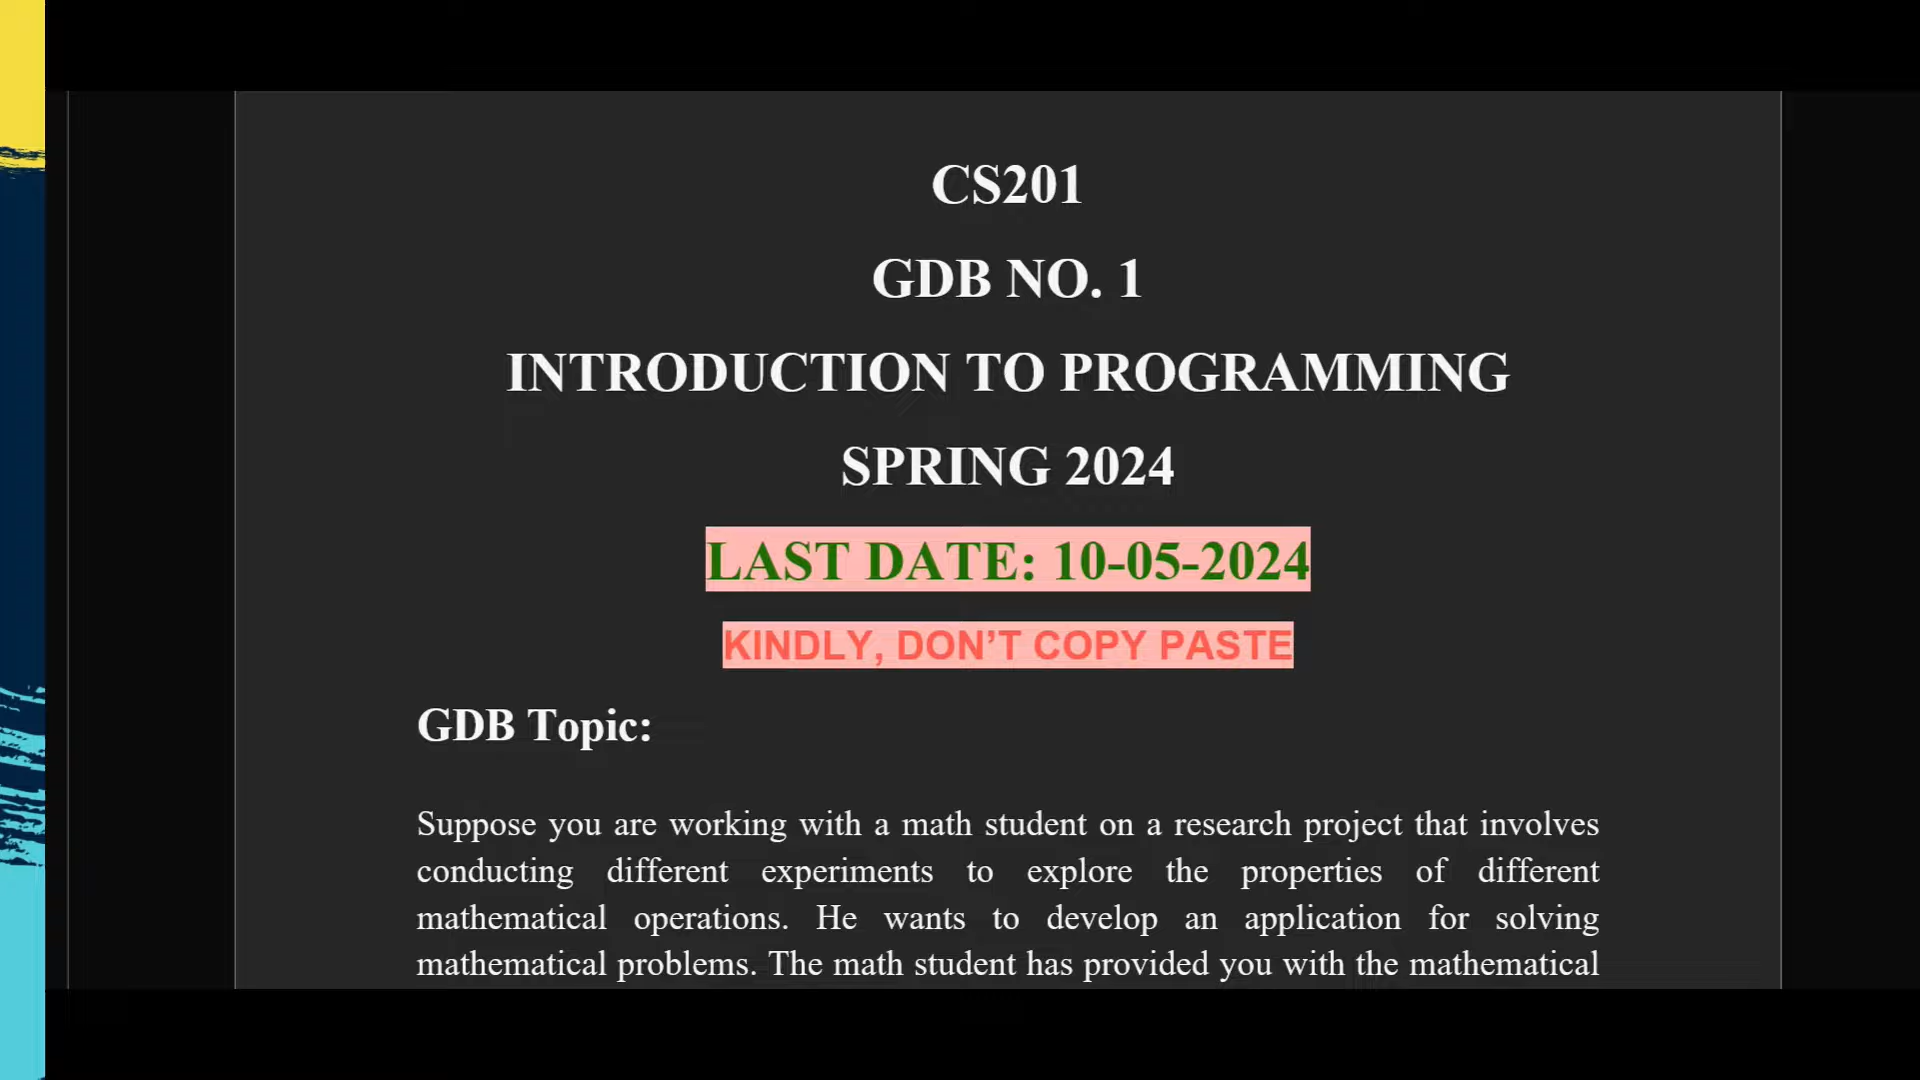 CS201
GDB NO. 1
INTRODUCTION TO PROGRAMMING
SPRING 2024
LAST DATE: 10-05-2024
KINDLY, DON’T COPY PASTE
GDB Topic:
Suppose you are working with a math student on a research project that involves
conducting different experiments to explore the properties of different
mathematical operations. He wants to develop an application for solving
mathematical problems. The math student has provided you with the mathematical